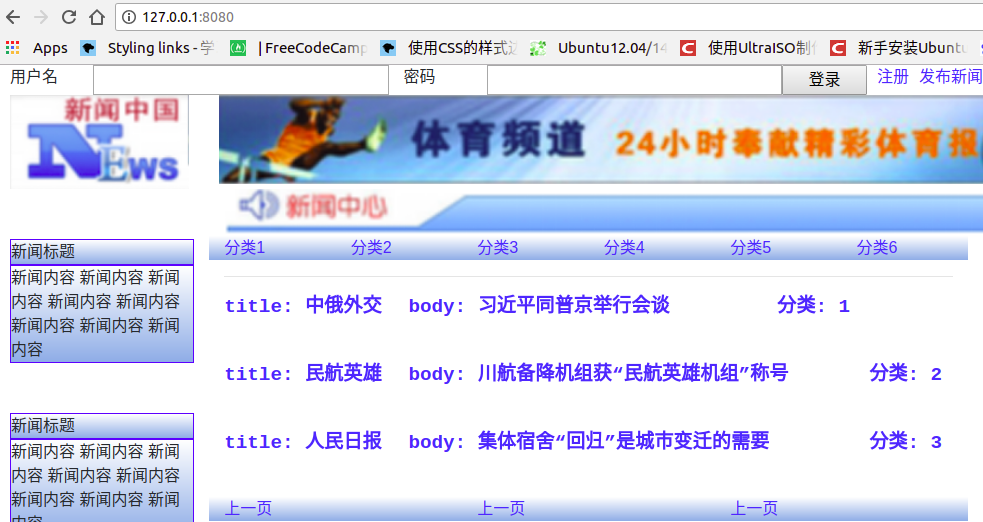 127.0.0.1:8080
Apps Styling links - 学 | FreeCodeCamp 使用CSS的样式 Ubuntu12.04/14 使用UltraISO制 新手安装Ubuntu
用户名 密码 登录 注册 发布新闻
新闻中国
News
体育频道 24小时奉献精彩体育报
新闻中心
分类1 分类2 分类3 分类4 分类5 分类6
新闻标题
新闻内容 新闻内容 新闻
内容 新闻内容 新闻内容
新闻内容 新闻内容 新闻
内容
title: 中俄外交 body: 习近平同普京举行会谈 分类: 1
title: 民航英雄 body: 川航备降机组获“民航英雄机组”称号 分类: 2
title: 人民日报 body: 集体宿舍“回归”是城市变迁的需要 分类: 3
新闻标题
新闻内容 新闻内容 新闻
内容 新闻内容 新闻内容
新闻内容 新闻内容 新闻
内容
上一页 上一页 上一页